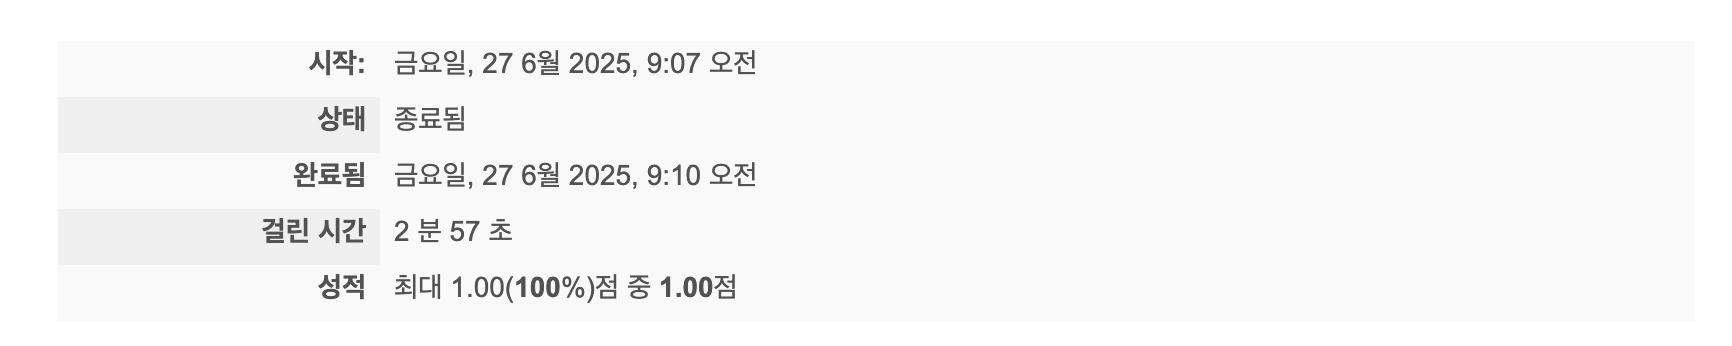 시작: 금요일, 27 6월 2025, 9:07 오전
상태 종료됨
완료됨 금요일, 27 6월 2025, 9:10 오전
걸린 시간 2 분 57 초
성적 최대 1.00(100%)점 중 1.00점